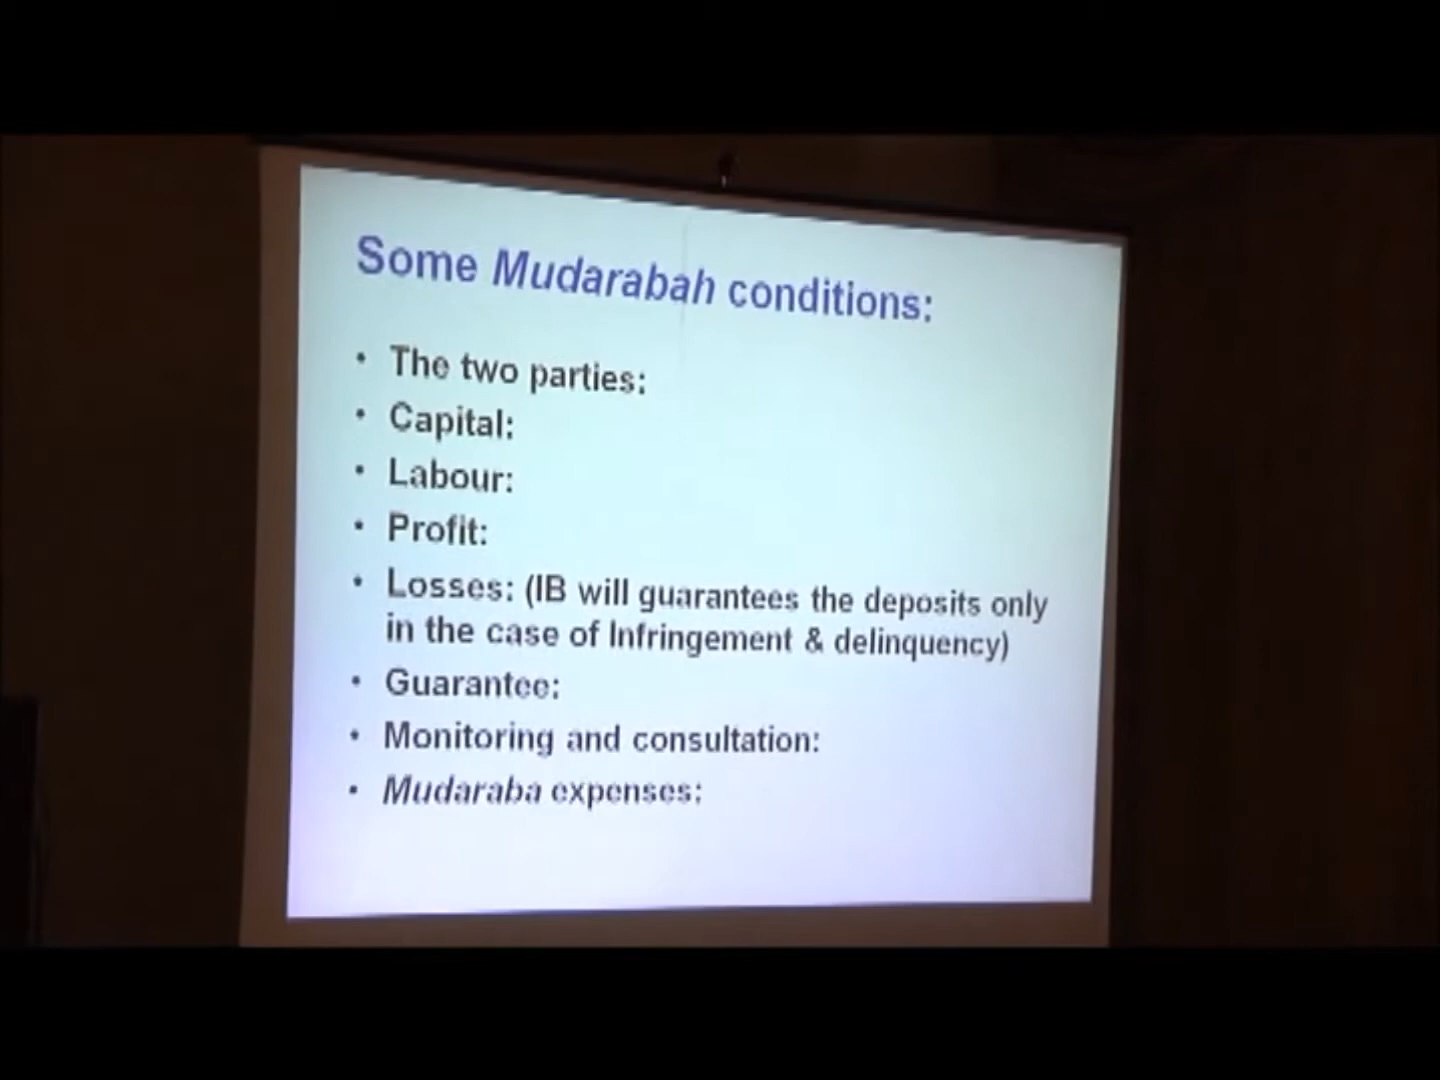 Some Mudarabah conditions:
• The two parties:
• Capital:
• Labour:
• Profit:
• Losses: (IB will guarantees the deposits only
in the case of Infringement & delinquency)
• Guarantee:
• Monitoring and consultation:
• Mudaraba expenses: